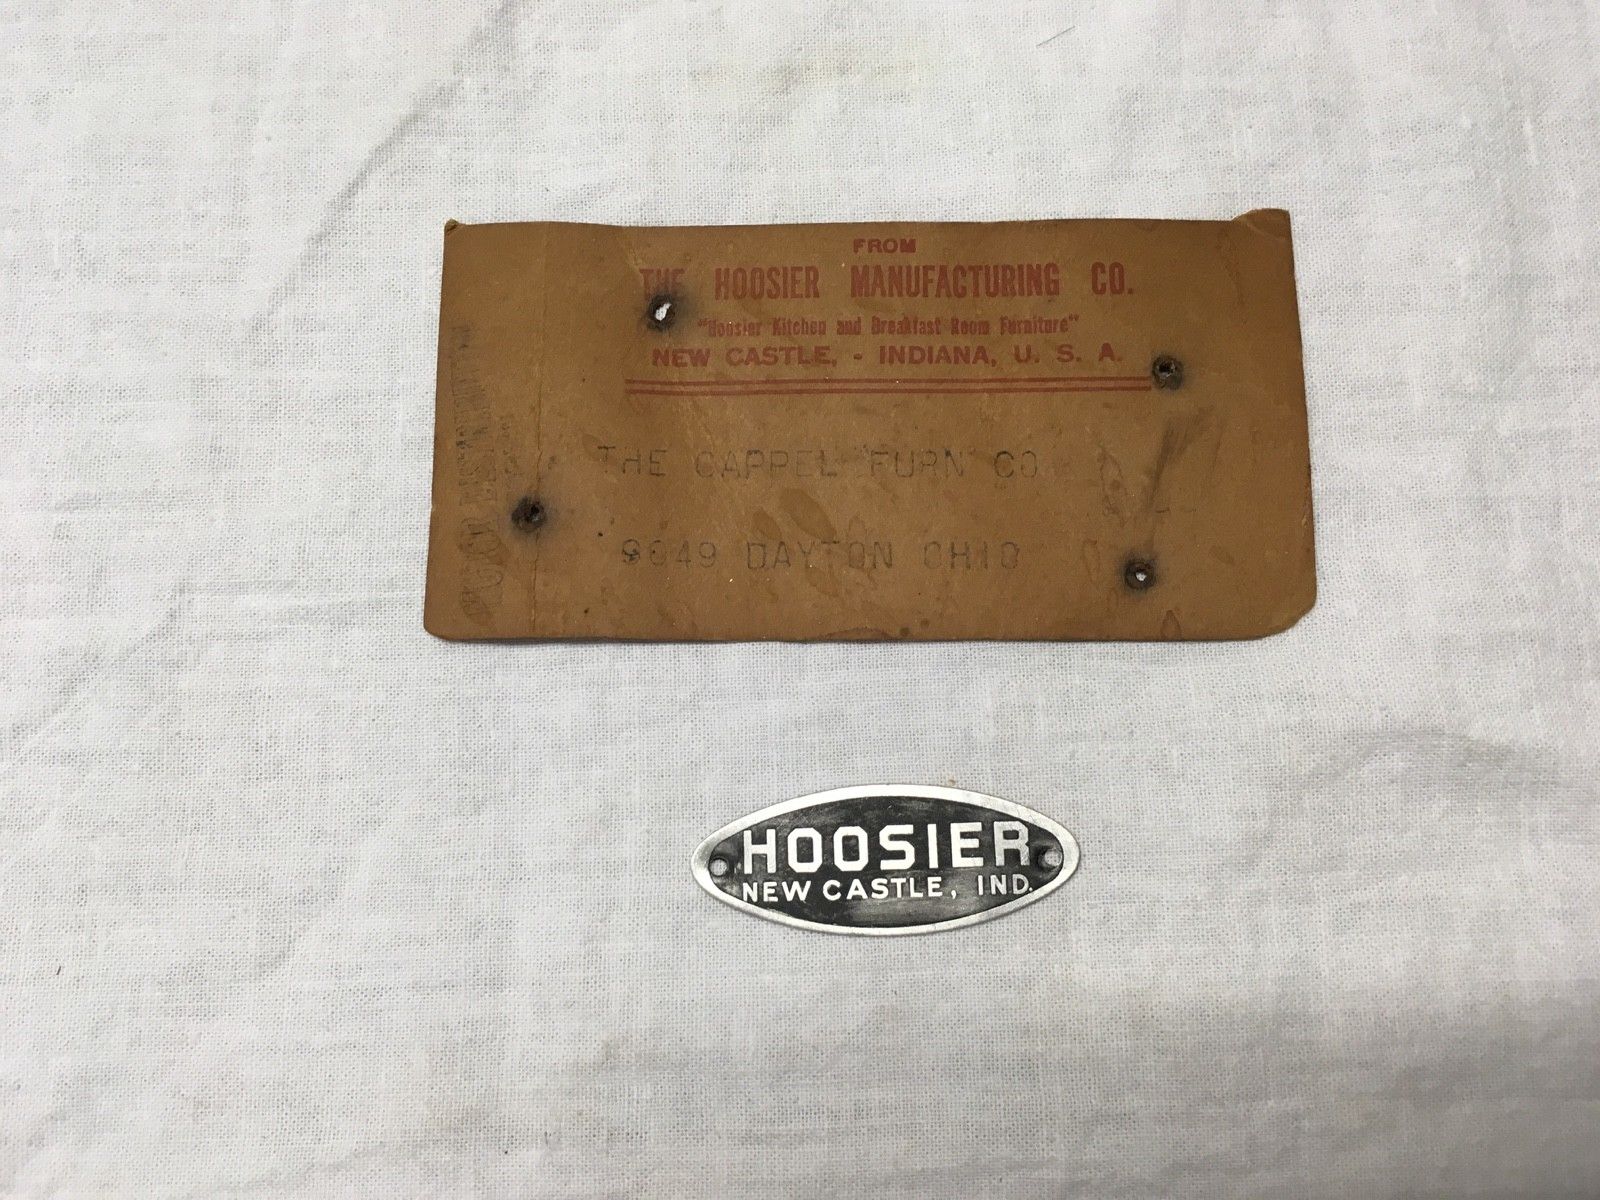 FROM
THE HOOSIER MANUFACTURING CO.
"Hoosier Kitchen and Breakfast Room Furniture"
NEW CASTLE, - INDIANA, U. S. A.
THE CAPPEL FURN CO
9649 DAYTON OHIO
HOOSIER
NEW CASTLE, IND.